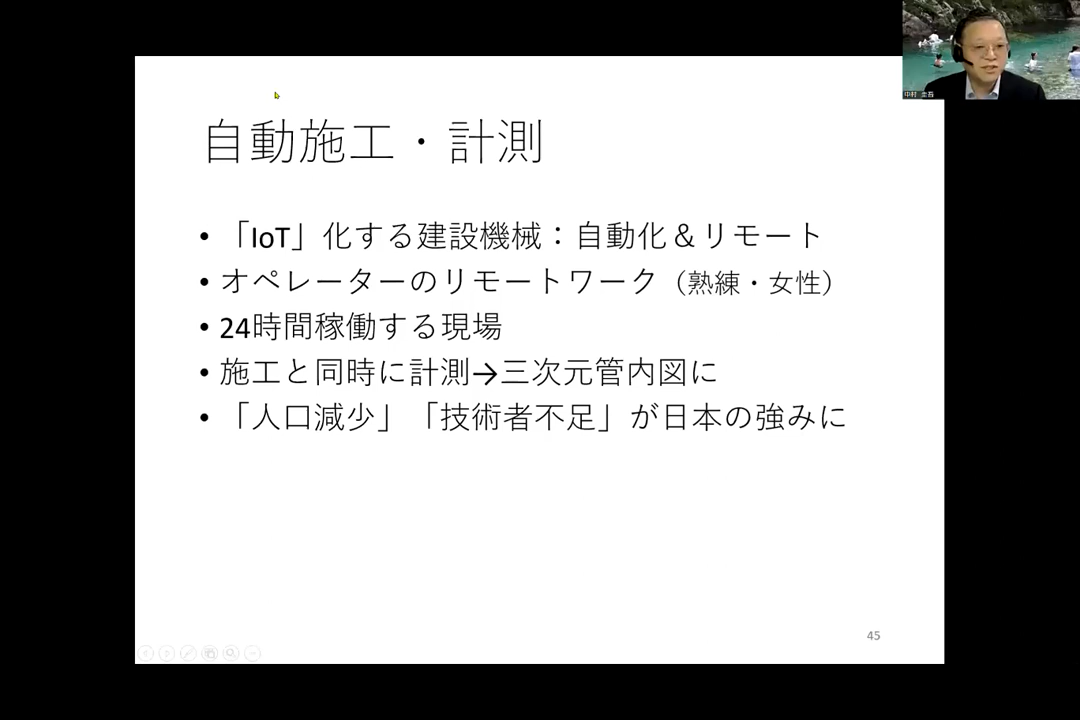 中村 圭吾
自動施工・計測
• 「IoT」化する建設機械：自動化＆リモート
• オペレーターのリモートワーク（熟練・女性）
• 24時間稼働する現場
• 施工と同時に計測→三次元管内図に
• 「人口減少」「技術者不足」が日本の強みに
45